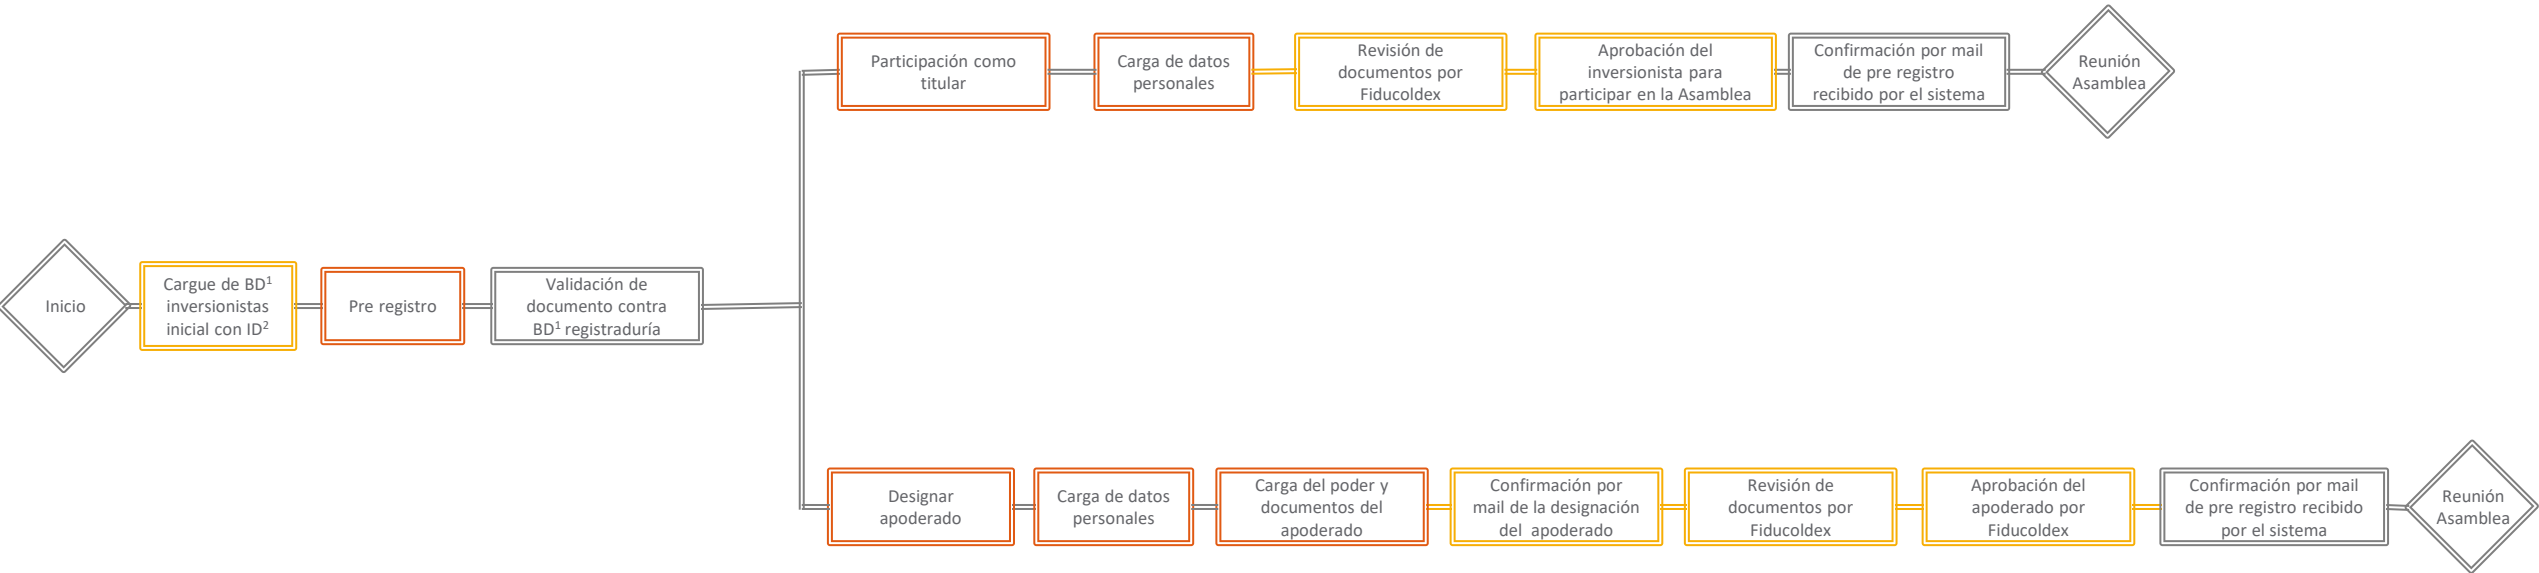 Inicio
Cargue de BD¹
inversionistas
inicial con ID²
Pre registro
Validación de
documento contra
BD¹ registraduría
Participación como
titular
Carga de datos
personales
Revisión de
documentos por
Fiducoldex
Aprobación del
inversionista para
participar en la Asamblea
Confirmación por mail
de pre registro
recibido por el sistema
Reunión
Asamblea
Designar
apoderado
Carga de datos
personales
Carga del poder y
documentos del
apoderado
Confirmación por
mail de la designación
del apoderado
Revisión de
documentos por
Fiducoldex
Aprobación del
apoderado por
Fiducoldex
Confirmación por mail
de pre registro recibido
por el sistema
Reunión
Asamblea